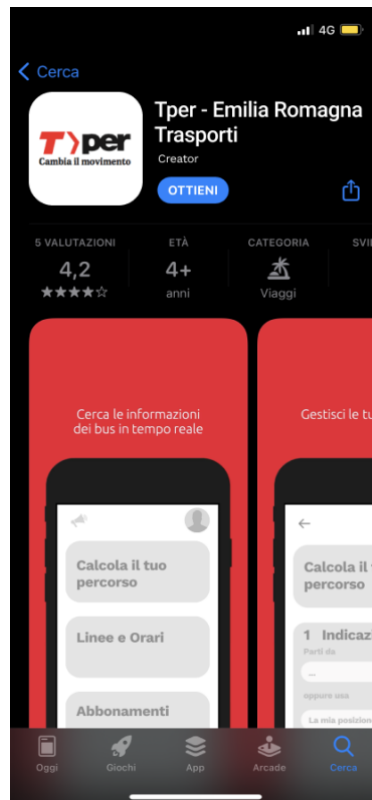 4G
Cerca
Tper - Emilia Romagna
Trasporti
Creator
OTTIENI
T>per
Cambia il movimento
5 VALUTAZIONI
4,2
ETÀ
4+
anni
CATEGORIA
Viaggi
SVI
Cerca le informazioni
dei bus in tempo reale
Calcola il tuo
percorso
Linee e Orari
Abbonamenti
Gestisci le tu
Calcola il t
percorso
1 Indicaz
Parti da
...
oppure usa
La mia posizion
Oggi
Giochi
App
Arcade
Cerca